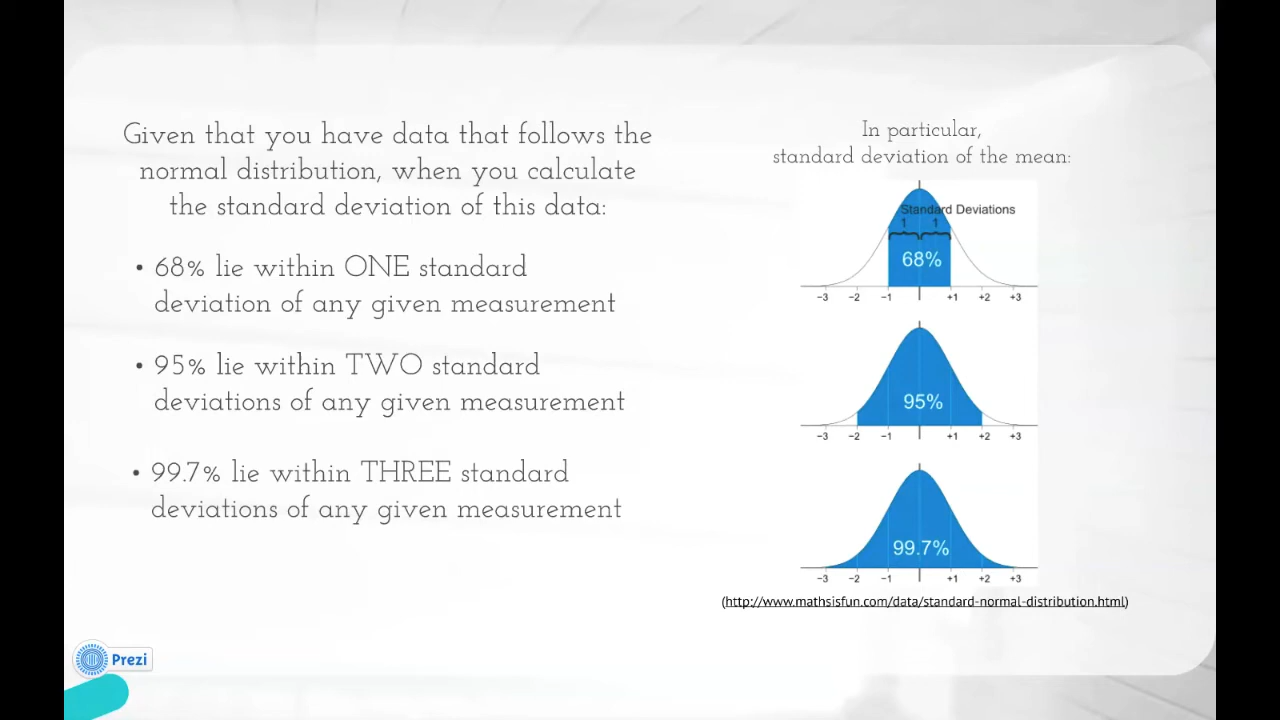 Given that you have data that follows the
normal distribution, when you calculate
the standard deviation of this data:
• 68% lie within ONE standard
deviation of any given measurement
• 95% lie within TWO standard
deviations of any given measurement
• 99.7% lie within THREE standard
deviations of any given measurement
In particular,
standard deviation of the mean:
Standard Deviations
1 1
68%
−3 −2 −1 +1 +2 +3
95%
−3 −2 −1 +1 +2 +3
99.7%
−3 −2 −1 +1 +2 +3
(http://www.mathsisfun.com/data/standard-normal-distribution.html)
Prezi